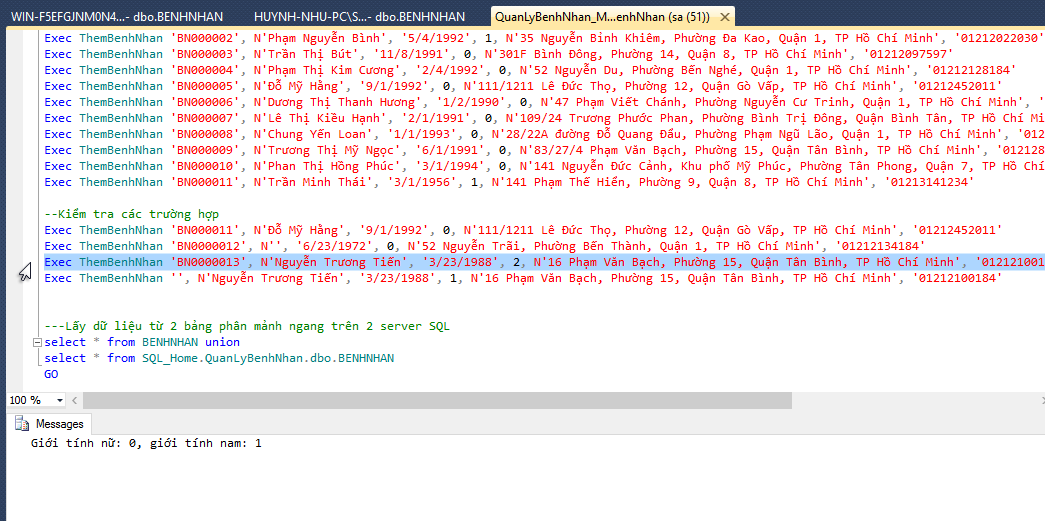 WIN-F5EFGJNM0N4...- dbo.BENHNHAN HUYNH-NHU-PC\S...- dbo.BENHNHAN QuanLyBenhNhan_M...enhNhan (sa (51))
Exec ThemBenhNhan 'BN000002', N'Phạm Nguyễn Bình', '5/4/1992', 1, N'35 Nguyễn Bỉnh Khiêm, Phường Đa Kao, Quận 1, TP Hồ Chí Minh', '01212022030'
Exec ThemBenhNhan 'BN000003', N'Trần Thị Bút', '11/8/1991', 0, N'301F Bình Đông, Phường 14, Quận 8, TP Hồ Chí Minh', '01212097597'
Exec ThemBenhNhan 'BN000004', N'Phạm Thị Kim Cương', '2/4/1992', 0, N'52 Nguyễn Du, Phường Bến Nghé, Quận 1, TP Hồ Chí Minh', '01212128184'
Exec ThemBenhNhan 'BN000005', N'Đỗ Mỹ Hằng', '9/1/1992', 0, N'111/1211 Lê Đức Thọ, Phường 12, Quận Gò Vấp, TP Hồ Chí Minh', '01212452011'
Exec ThemBenhNhan 'BN000006', N'Dương Thị Thanh Hương', '1/2/1990', 0, N'47 Phạm Viết Chánh, Phường Nguyễn Cư Trinh, Quận 1, TP Hồ Chí Minh', '
Exec ThemBenhNhan 'BN000007', N'Lê Thị Kiều Hạnh', '2/1/1991', 0, N'109/24 Trương Phước Phan, Phường Bình Trị Đông, Quận Bình Tân, TP Hồ Chí Mi
Exec ThemBenhNhan 'BN000008', N'Chung Yến Loan', '1/1/1993', 0, N'28/22A đường Đỗ Quang Đẩu, Phường Phạm Ngũ Lão, Quận 1, TP Hồ Chí Minh', '012
Exec ThemBenhNhan 'BN000009', N'Trương Thị Mỹ Ngọc', '6/1/1991', 0, N'83/27/4 Phạm Văn Bạch, Phường 15, Quận Tân Bình, TP Hồ Chí Minh', '012128
Exec ThemBenhNhan 'BN000010', N'Phan Thị Hồng Phúc', '3/1/1994', 0, N'141 Nguyễn Đức Cảnh, Khu phố Mỹ Phúc, Phường Tân Phong, Quận 7, TP Hồ Chí
Exec ThemBenhNhan 'BN000011', N'Trần Minh Thái', '3/1/1956', 1, N'141 Phạm Thế Hiển, Phường 9, Quận 8, TP Hồ Chí Minh', '01213141234'
--Kiểm tra các trường hợp
Exec ThemBenhNhan 'BN000011', N'Đỗ Mỹ Hằng', '9/1/1992', 0, N'111/1211 Lê Đức Thọ, Phường 12, Quận Gò Vấp, TP Hồ Chí Minh', '01212452011'
Exec ThemBenhNhan 'BN0000012', N'', '6/23/1972', 0, N'52 Nguyễn Trãi, Phường Bến Thành, Quận 1, TP Hồ Chí Minh', '01212134184'
Exec ThemBenhNhan 'BN0000013', N'Nguyễn Trương Tiến', '3/23/1988', 2, N'16 Phạm Văn Bạch, Phường 15, Quận Tân Bình, TP Hồ Chí Minh', '012121001
Exec ThemBenhNhan '', N'Nguyễn Trương Tiến', '3/23/1988', 1, N'16 Phạm Văn Bạch, Phường 15, Quận Tân Bình, TP Hồ Chí Minh', '01212100184'
---Lấy dữ liệu từ 2 bảng phân mảnh ngang trên 2 server SQL
select * from BENHNHAN union
select * from SQL_Home.QuanLyBenhNhan.dbo.BENHNHAN
GO
100 %
Messages
Giới tính nữ: 0, giới tính nam: 1